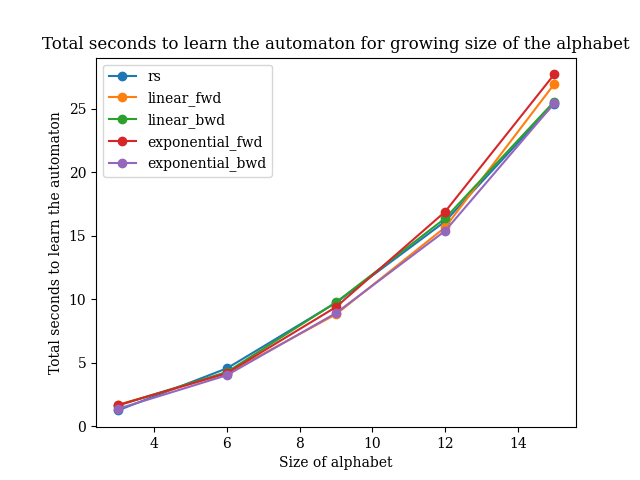 Total seconds to learn the automaton for growing size of the alphabet
rs
linear_fwd
linear_bwd
exponential_fwd
exponential_bwd
Total seconds to learn the automaton
25
20
15
10
5
0
4 6 8 10 12 14
Size of alphabet